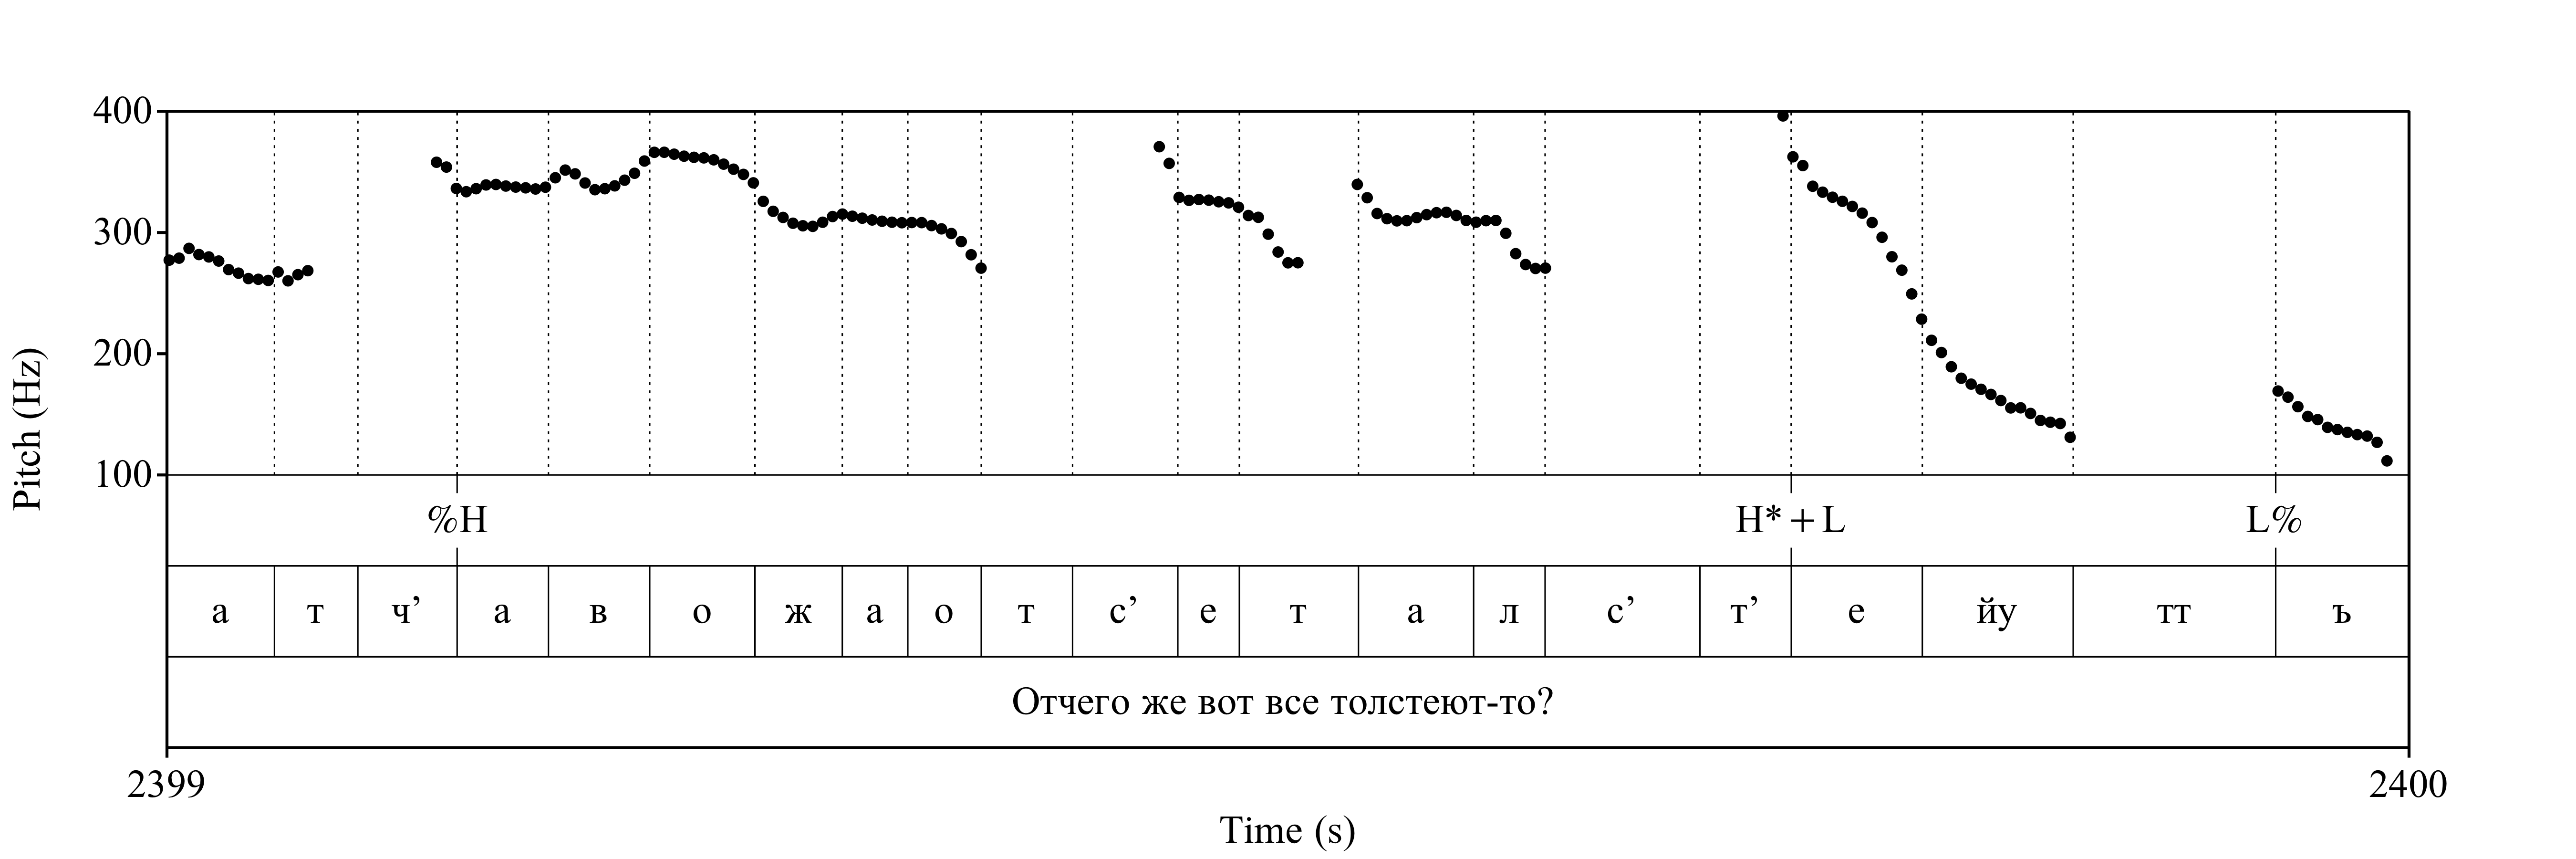 400
300
200
100
Pitch (Hz)
%H H*+L L%
а т ч’ а в о ж а о т с’ е т а л с’ т’ е йу тт ъ
Отчего же вот все толстеют-то?
2399 2400
Time (s)